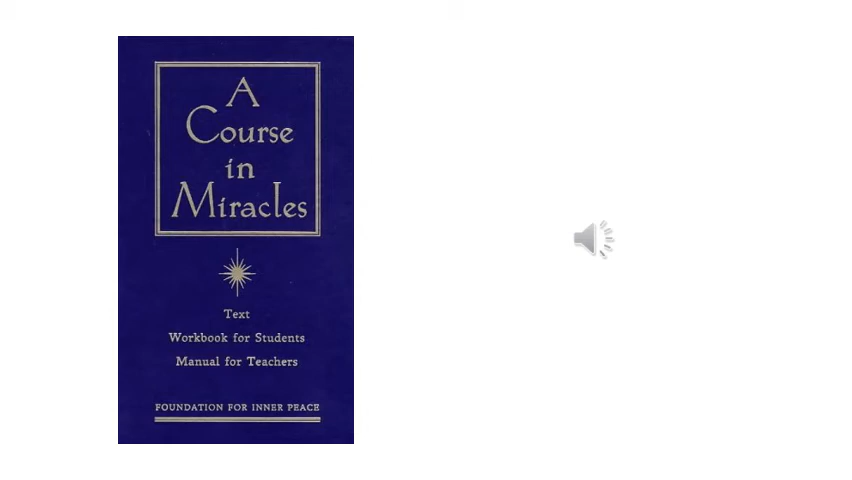 A
Course
in
Miracles
Text
Workbook for Students
Manual for Teachers
FOUNDATION FOR INNER PEACE